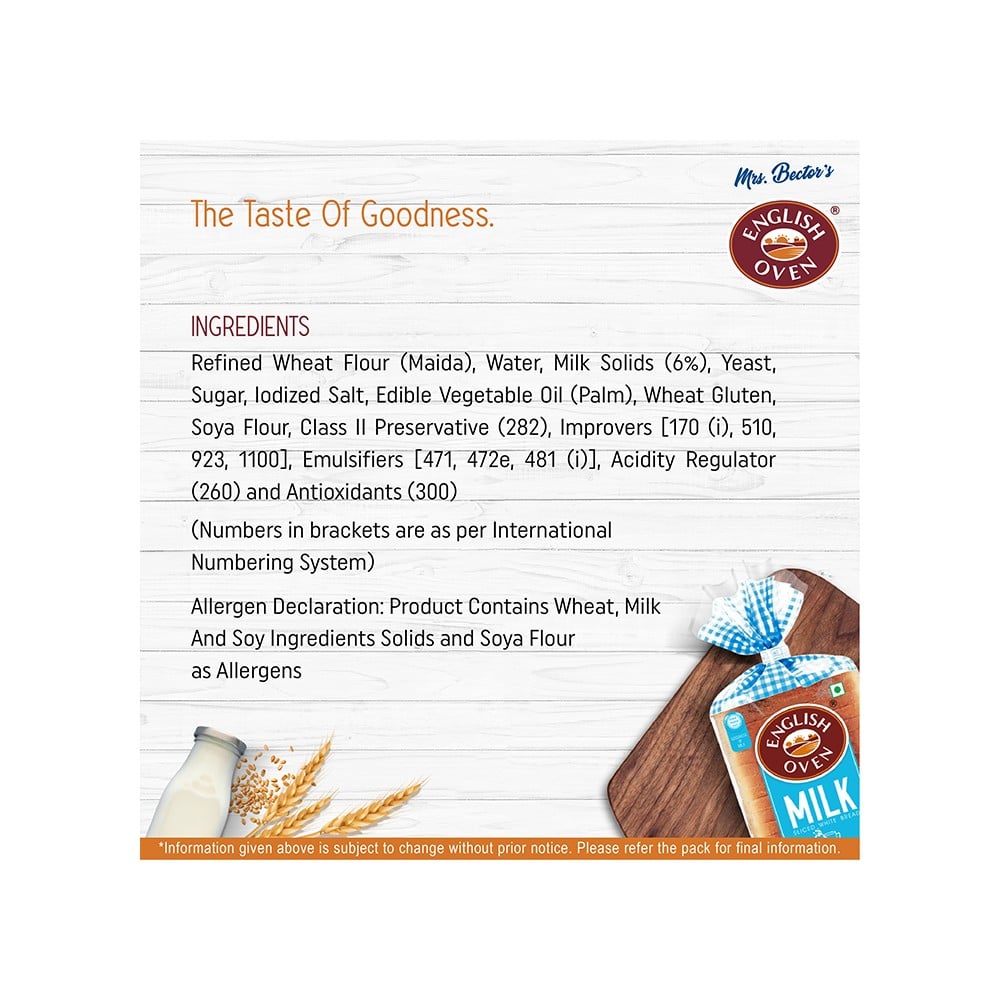 Mrs. Bector's
The Taste Of Goodness.
ENGLISH
OVEN
®
INGREDIENTS
Refined Wheat Flour (Maida), Water, Milk Solids (6%), Yeast,
Sugar, Iodized Salt, Edible Vegetable Oil (Palm), Wheat Gluten,
Soya Flour, Class II Preservative (282), Improvers [170 (i), 510,
923, 1100], Emulsifiers [471, 472e, 481 (i)], Acidity Regulator
(260) and Antioxidants (300)
(Numbers in brackets are as per International
Numbering System)
Allergen Declaration: Product Contains Wheat, Milk
And Soy Ingredients Solids and Soya Flour
as Allergens
ENGLISH
OVEN
®
MILK
SLICED WHITE BREAD
*Information given above is subject to change without prior notice. Please refer the pack for final information.